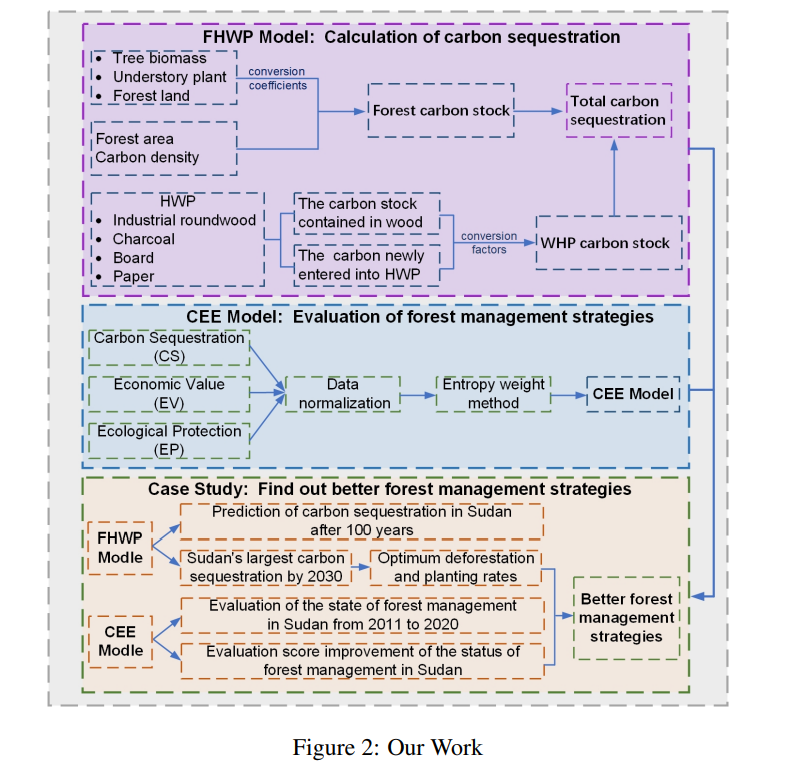 FHWP Model: Calculation of carbon sequestration
• Tree biomass
• Understory plant
• Forest land
conversion
coefficients
Forest area
Carbon density
Forest carbon stock
Total carbon
sequestration
HWP
• Industrial roundwood
• Charcoal
• Board
• Paper
The carbon stock
contained in wood
The carbon newly
entered into HWP
conversion
factors
WHP carbon stock
CEE Model: Evaluation of forest management strategies
Carbon Sequestration
(CS)
Economic Value
(EV)
Ecological Protection
(EP)
Data
normalization
Entropy weight
method
CEE Model
Case Study: Find out better forest management strategies
FHWP
Modle
Prediction of carbon sequestration in Sudan
after 100 years
Sudan's largest carbon
sequestration by 2030
Optimum deforestation
and planting rates
CEE
Modle
Evaluation of the state of forest management
in Sudan from 2011 to 2020
Evaluation score improvement of the status of
forest management in Sudan
Better forest
management
strategies
Figure 2: Our Work